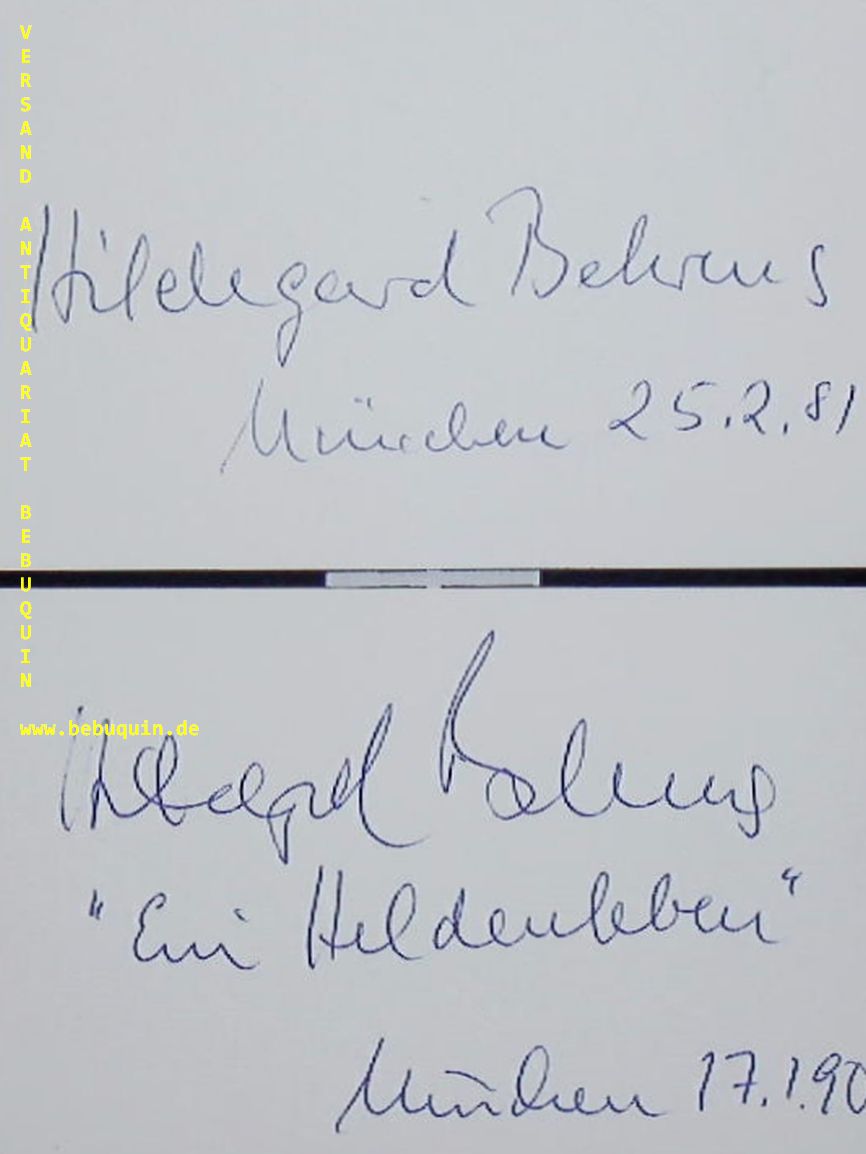 VERSAND ANTIQUARIAT BEBUQUIN
www.bebuquin.de
Hildegard Behrens
München 25.2.81
Hildegard Behrens
"Ein Heldenleben"
München 17.1.90